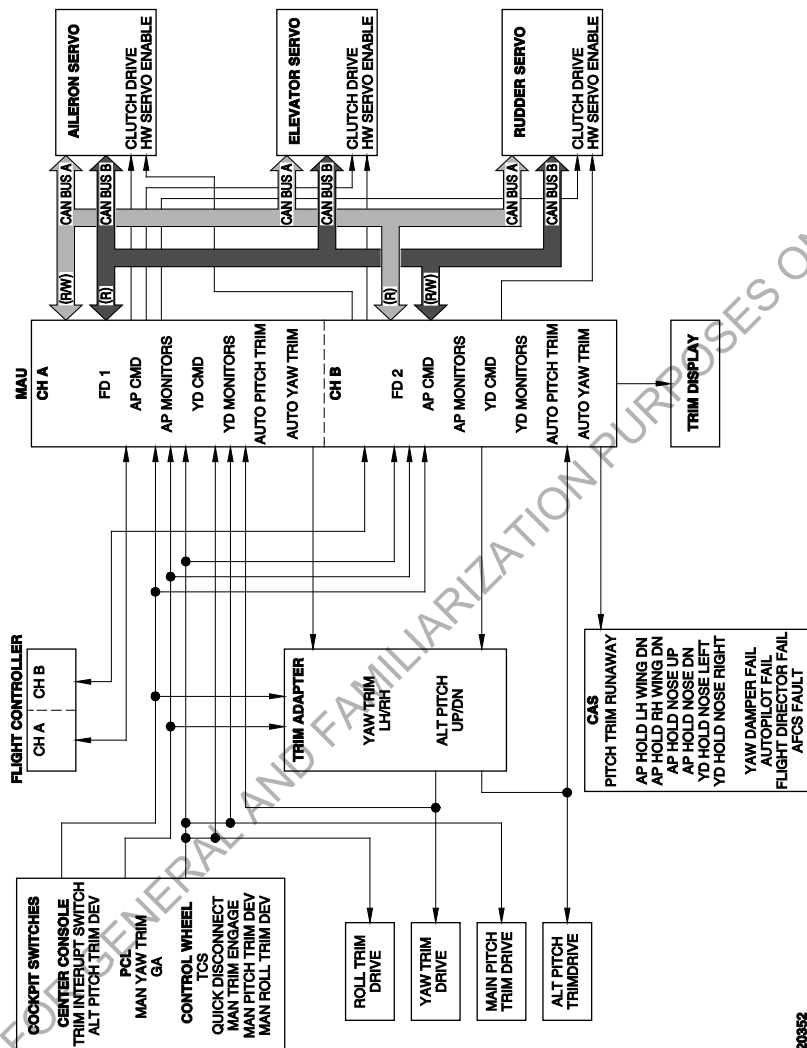 COCKPIT SWITCHES
CENTER CONSOLE
TRIM INTERUPT SWITCH
ALT PITCH TRIM DEV
PCL
MAN YAW TRIM
GA
CONTROL WHEEL
TCS
QUICK DISCONNECT
MAN TRIM ENGAGE
MAN PITCH TRIM DEV
MAN ROLL TRIM DEV
FLIGHT CONTROLLER
CH A
CH B
ROLL TRIM
DRIVE
YAW TRIM
DRIVE
MAIN PITCH
TRIM DRIVE
ALT PITCH
TRIMDRIVE
TRIM ADAPTER
YAW TRIM
LH/RH
ALT PITCH
UP/DN
CAS
PITCH TRIM RUNAWAY
AP HOLD LH WING DN
AP HOLD RH WING DN
AP HOLD NOSE UP
AP HOLD NOSE DN
YD HOLD NOSE LEFT
YD HOLD NOSE RIGHT
YAW DAMPER FAIL
AUTOPILOT FAIL
FLIGHT DIRECTOR FAIL
AFCS FAULT
MAU
CH A
FD 1
AP CMD
AP MONITORS
YD CMD
YD MONITORS
AUTO PITCH TRIM
AUTO YAW TRIM
CH B
FD 2
AP CMD
AP MONITORS
YD CMD
YD MONITORS
AUTO PITCH TRIM
AUTO YAW TRIM
TRIM DISPLAY
(R/W)
(R)
(R)
(R/W)
CAN BUS A
CAN BUS B
CAN BUS A
CAN BUS B
CAN BUS A
CAN BUS B
AILERON SERVO
CLUTCH DRIVE
HW SERVO ENABLE
ELEVATOR SERVO
CLUTCH DRIVE
HW SERVO ENABLE
RUDDER SERVO
CLUTCH DRIVE
HW SERVO ENABLE
20352
FOR GENERAL AND FAMILIARIZATION PURPOSES